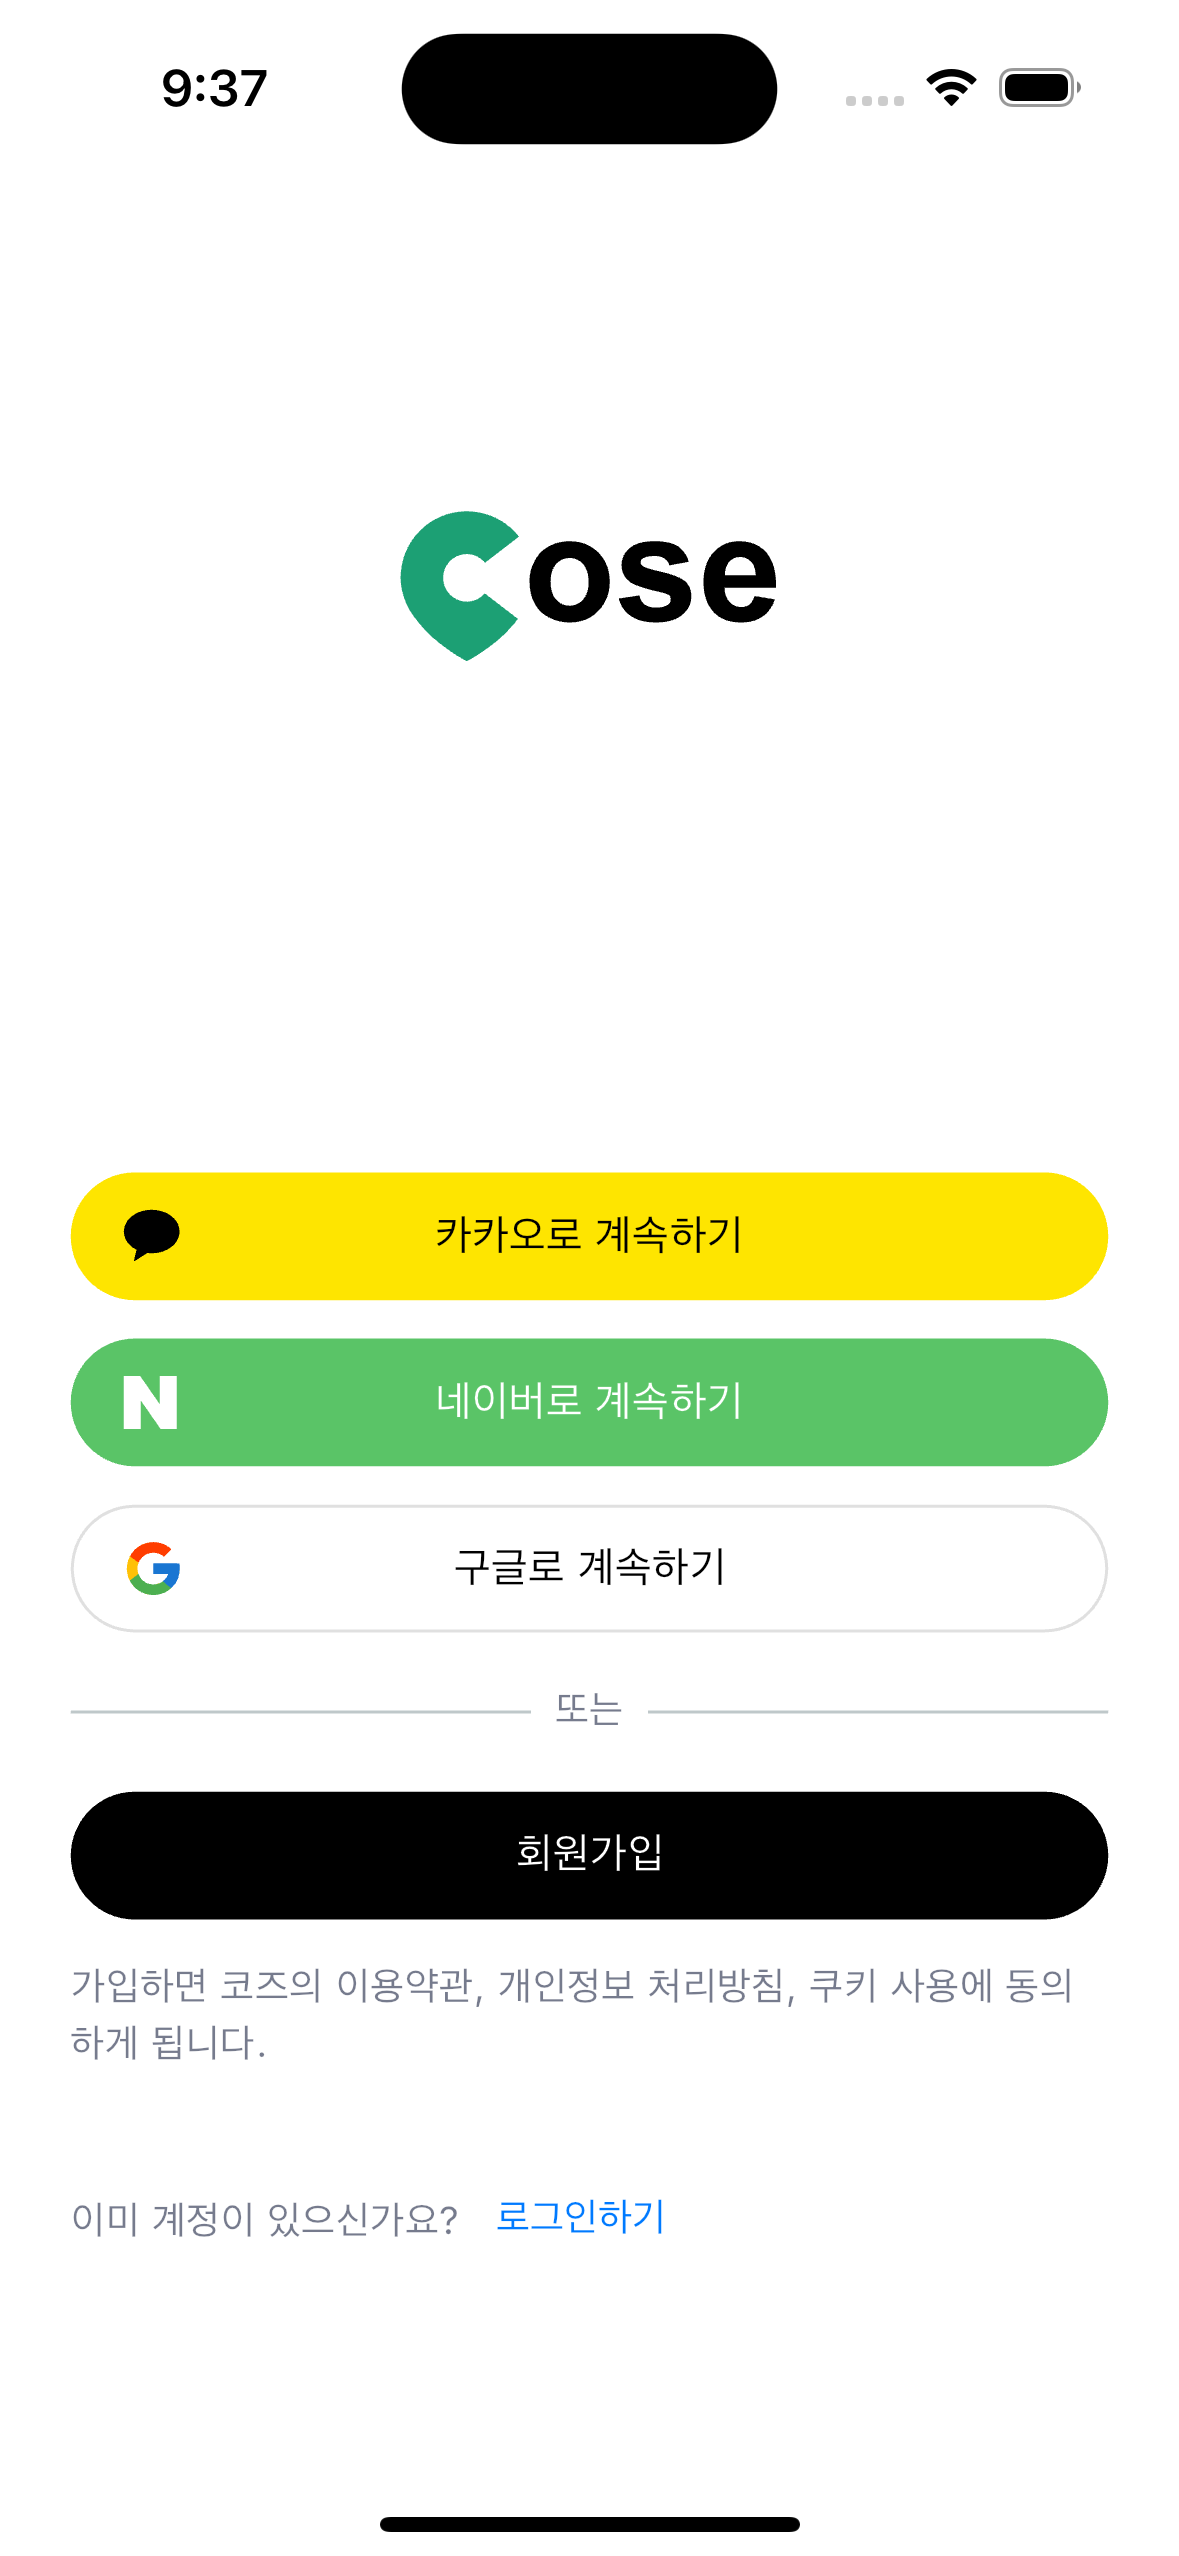 9:37
Cose
카카오로 계속하기
N 네이버로 계속하기
G 구글로 계속하기
또는
회원가입
가입하면 코즈의 이용약관, 개인정보 처리방침, 쿠키 사용에 동의
하게 됩니다.
이미 계정이 있으신가요? 로그인하기